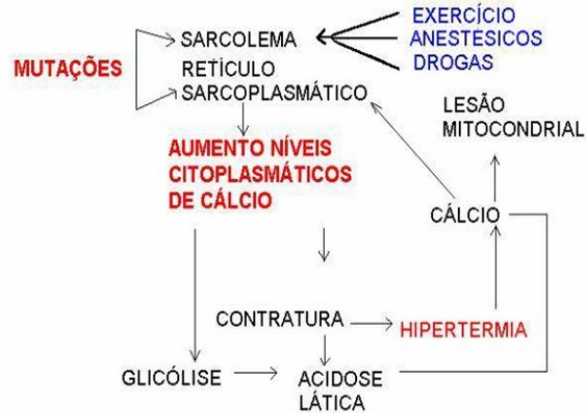 EXERCÍCIO
SARCOLEMA
ANESTÉSICOS
MUTAÇÕES
DROGAS
RETÍCULO
SARCOPLASMÁTICO
LESÃO
MITOCONDRIAL
AUMENTO NÍVEIS
CITOPLASMÁTICOS
DE CÁLCIO
CÁLCIO
CONTRATURA
HIPERTERMIA
GLICÓLISE
ACIDOSE
LÁTICA